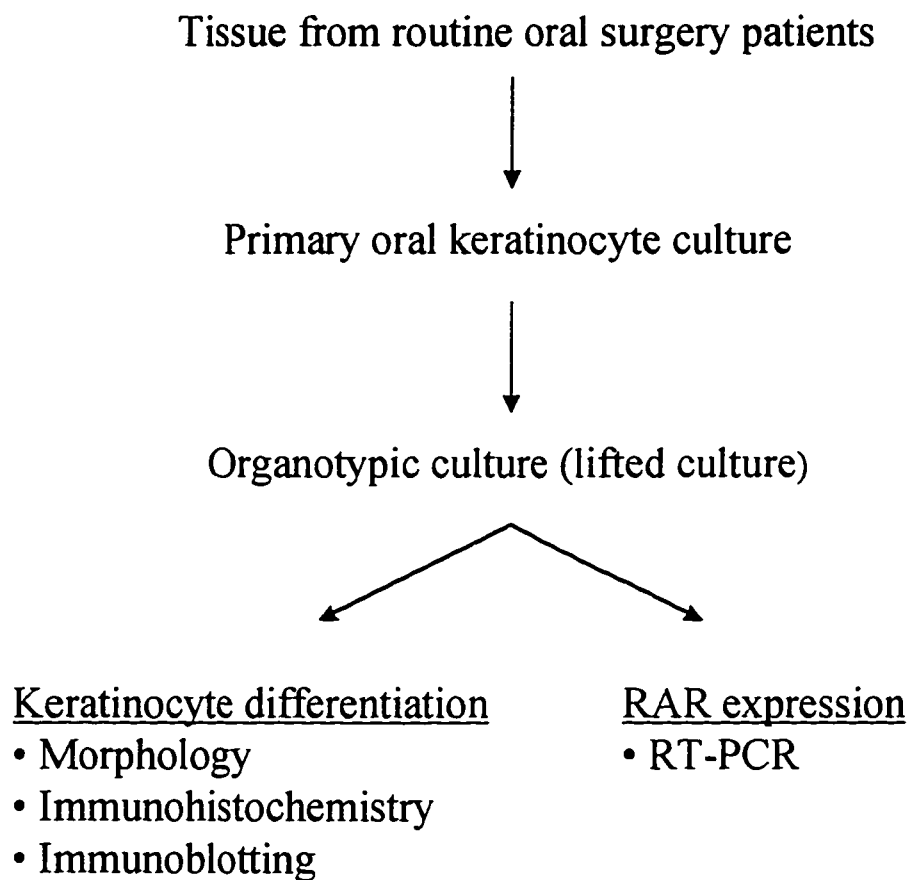 Tissue from routine oral surgery patients
Primary oral keratinocyte culture
Organotypic culture (lifted culture)
Keratinocyte differentiation
• Morphology
• Immunohistochemistry
• Immunoblotting
RAR expression
• RT-PCR